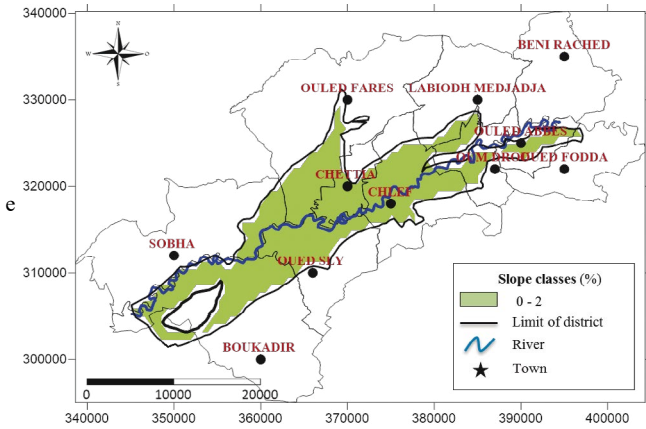 340000
N
W
O
S
BENI RACHED
330000
OULED FARES
LABIODH MEDJADJA
OULED ABBES
320000
CHETTIA
CHLEF
OUED FODDA
e
SOBHA
310000
OUED SLY
Slope classes (%)
0 - 2
Limit of district
River
Town
300000
BOUKADIR
0
10000
20000
340000
350000
360000
370000
380000
390000
400000